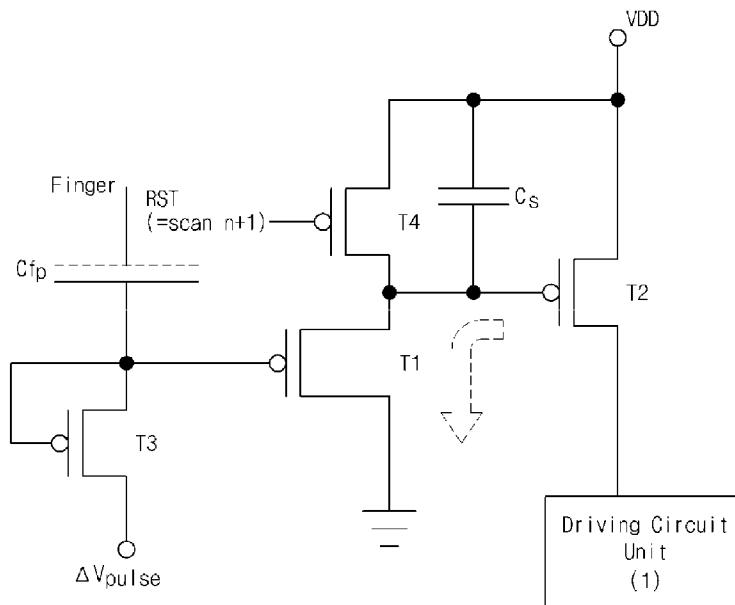 VDD
Finger
RST
(=scan n+1)
T4
Cs
Cfp
T2
T1
T3
ΔVpulse
Driving Circuit
Unit
(1)